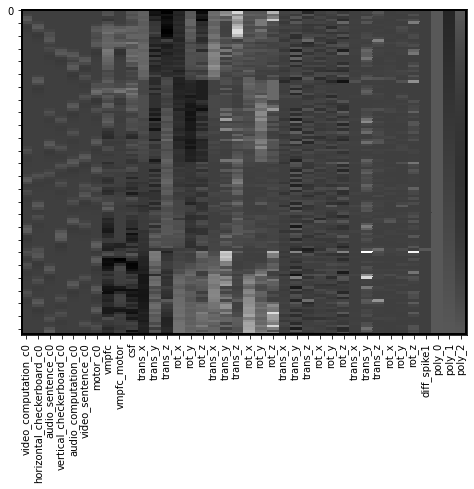 0
video_computation_c0
horizontal_checkerboard_c0
audio_sentence_c0
vertical_checkerboard_c0
audio_computation_c0
video_sentence_c0
motor_c0
vmpfc
vmpfc_motor
csf
trans_x
trans_y
trans_z
rot_x
rot_y
rot_z
trans_x
trans_y
trans_z
rot_x
rot_y
rot_z
trans_x
trans_y
trans_z
rot_x
rot_y
rot_z
trans_x
trans_y
trans_z
rot_x
rot_y
rot_z
diff_spike1
poly_0
poly_1
poly_2